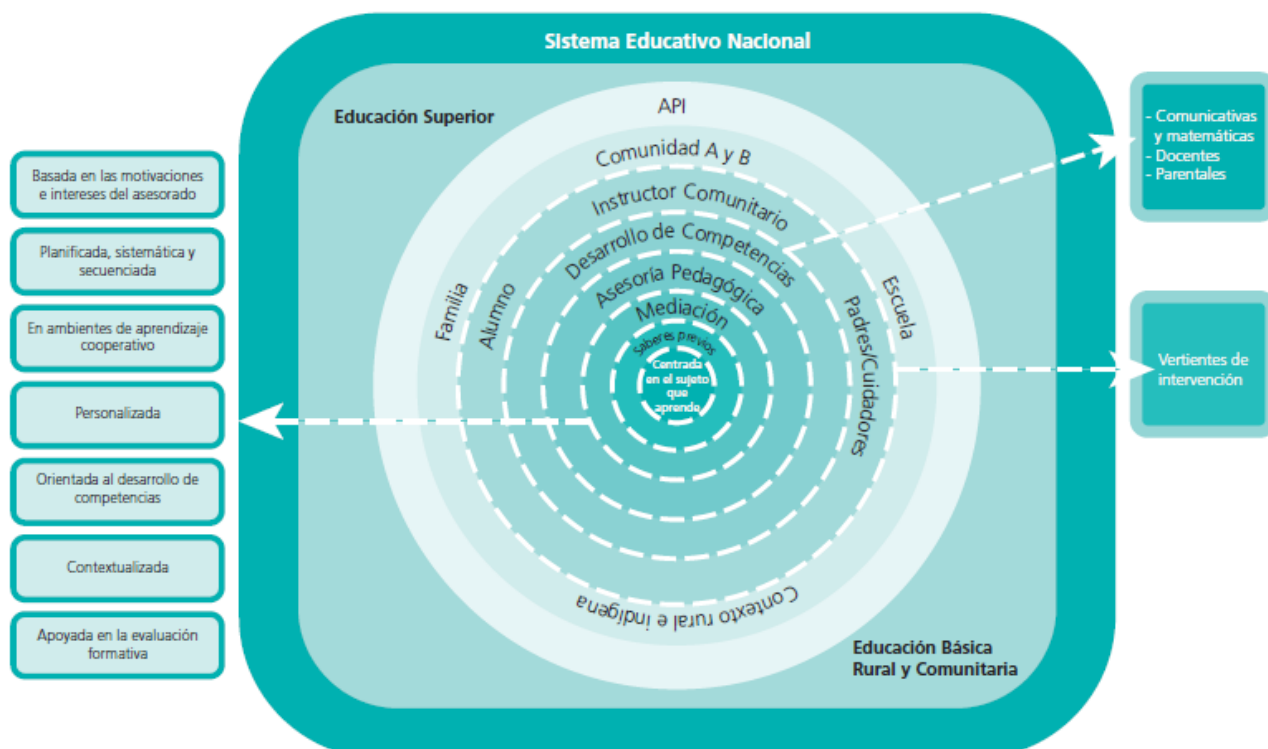 Sistema Educativo Nacional
Educación Superior
API
Comunidad A y B
Instructor Comunitario
Desarrollo de Competencias
Asesoría Pedagógica
Mediación
Saberes previos
Centrada
en el sujeto
que
aprende
Familia
Alumno
Escuela
Padres/Cuidadores
Contexto rural e indígena
Educación Básica
Rural y Comunitaria
Basada en las motivaciones
e intereses del asesorado
Planificada, sistemática y
secuenciada
En ambientes de aprendizaje
cooperativo
Personalizada
Orientada al desarrollo de
competencias
Contextualizada
Apoyada en la evaluación
formativa
- Comunicativas
y matemáticas
- Docentes
- Parentales
Vertientes de
intervención